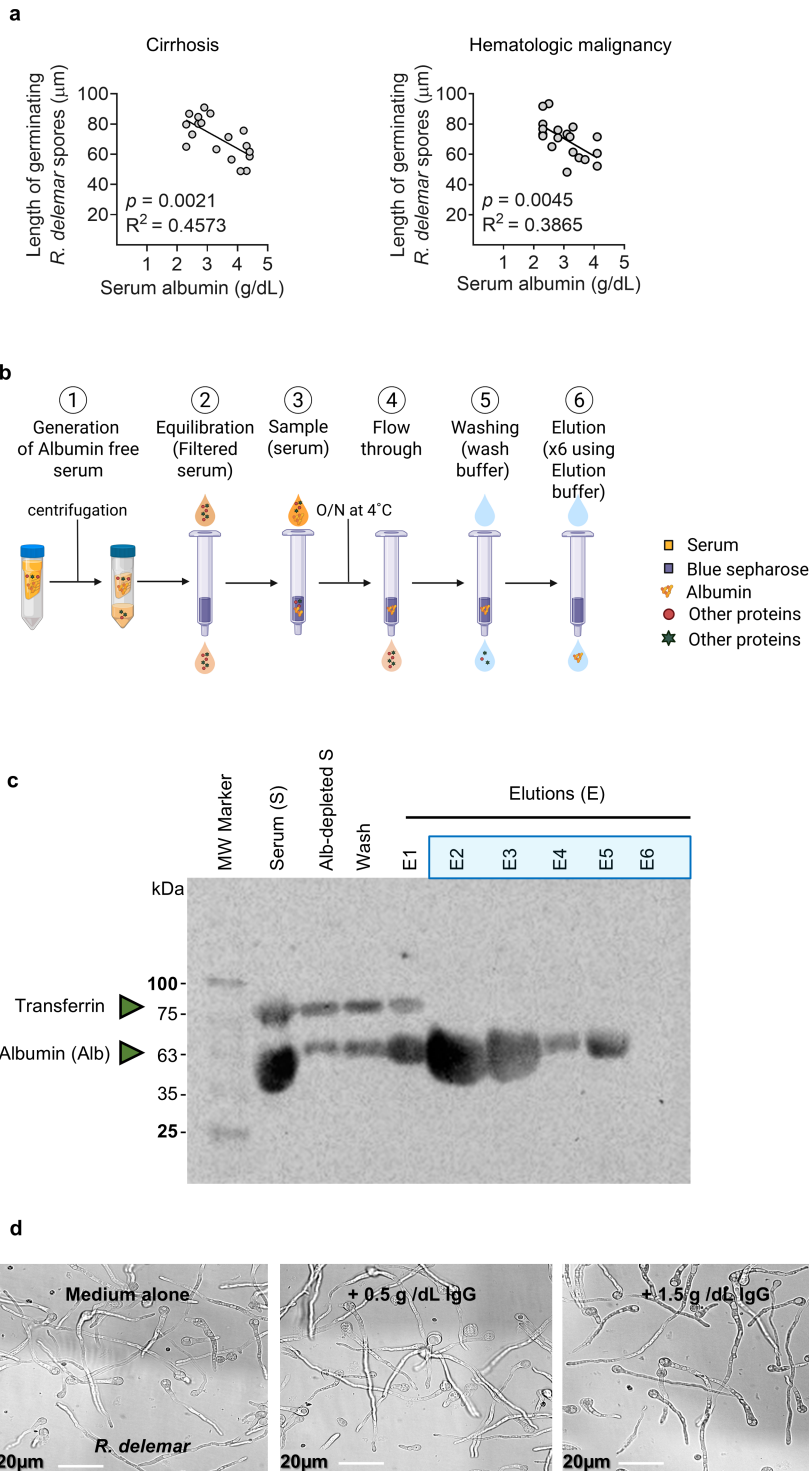 a
Cirrhosis
Hematologic malignancy
Length of germinating
R. delemar spores (μm)
100
80
60
40
20
p = 0.0021
R2 = 0.4573
1 2 3 4 5
Serum albumin (g/dL)
Length of germinating
R. delemar spores (μm)
100
80
60
40
20
p = 0.0045
R2 = 0.3865
1 2 3 4 5
Serum albumin (g/dL)
b
1
Generation
of Albumin free
serum
2
Equilibration
(Filtered
serum)
3
Sample
(serum)
4
Flow
through
5
Washing
(wash
buffer)
6
Elution
(x6 using
Elution
buffer)
centrifugation
O/N at 4˚C
Serum
Blue sepharose
Albumin
Other proteins
Other proteins
c
MW Marker
Serum (S)
Alb-depleted S
Wash
Elutions (E)
E1
E2
E3
E4
E5
E6
kDa
100 -
Transferrin
75 -
Albumin (Alb)
63 -
35 -
25 -
d
Medium alone
R. delemar
20μm
+ 0.5 g /dL IgG
20μm
+ 1.5 g /dL IgG
20μm